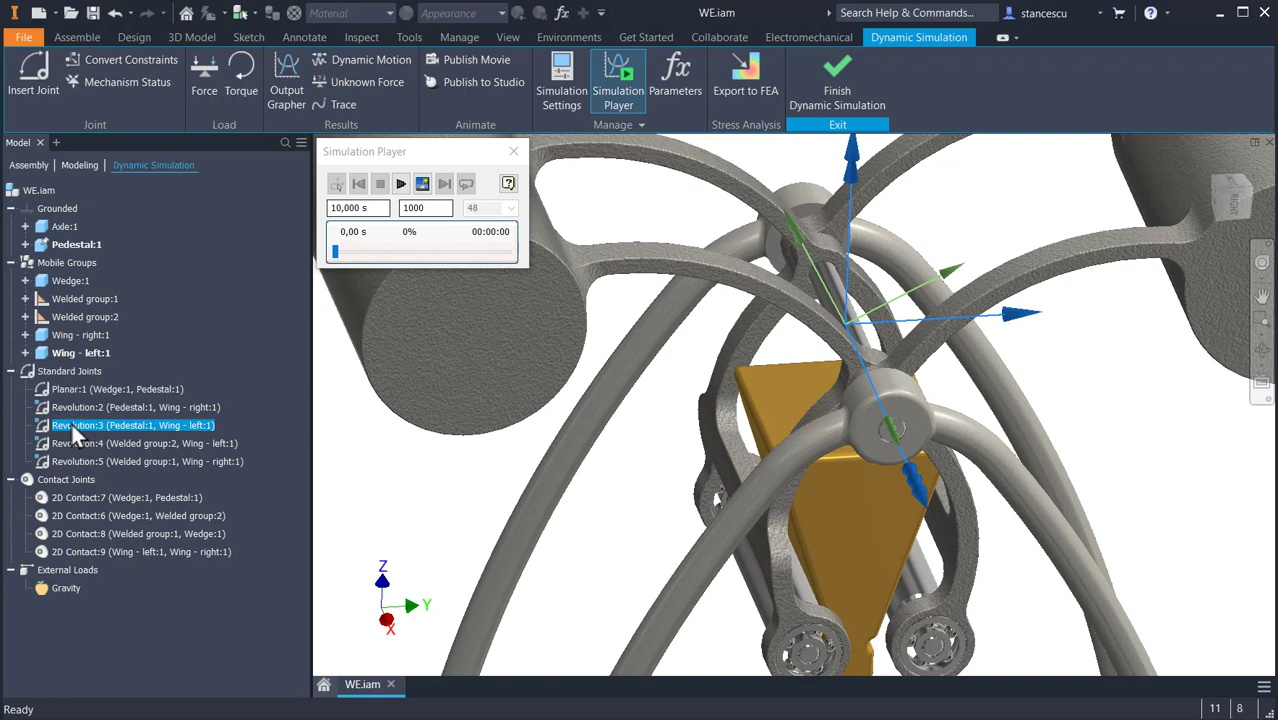 Material
Appearance
WE.iam
Search Help & Commands...
stancescu
File
Assemble
Design
3D Model
Sketch
Annotate
Inspect
Tools
Manage
View
Environments
Get Started
Collaborate
Electromechanical
Dynamic Simulation
Insert Joint
Convert Constraints
Mechanism Status
Joint
Force
Torque
Load
Output
Grapher
Dynamic Motion
Unknown Force
Trace
Results
Publish Movie
Publish to Studio
Animate
Simulation
Settings
Simulation
Player
fx
Parameters
Manage
Export to FEA
Stress Analysis
Finish
Dynamic Simulation
Exit
Model
Assembly
Modeling
Dynamic Simulation
WE.iam
Grounded
Axle:1
Pedestal:1
Mobile Groups
Wedge:1
Welded group:1
Welded group:2
Wing - right:1
Wing - left:1
Standard Joints
Planar:1 (Wedge:1, Pedestal:1)
Revolution:2 (Pedestal:1, Wing - right:1)
Revolution:3 (Pedestal:1, Wing - left:1)
Revolution:4 (Welded group:2, Wing - left:1)
Revolution:5 (Welded group:1, Wing - right:1)
Contact Joints
2D Contact:7 (Wedge:1, Pedestal:1)
2D Contact:6 (Wedge:1, Welded group:2)
2D Contact:8 (Welded group:1, Wedge:1)
2D Contact:9 (Wing - left:1, Wing - right:1)
External Loads
Gravity
Simulation Player
10,000 s
1000
48
0,00 s
0%
00:00:00
RIGHT
Z
Y
X
WE.iam
Ready
11
8